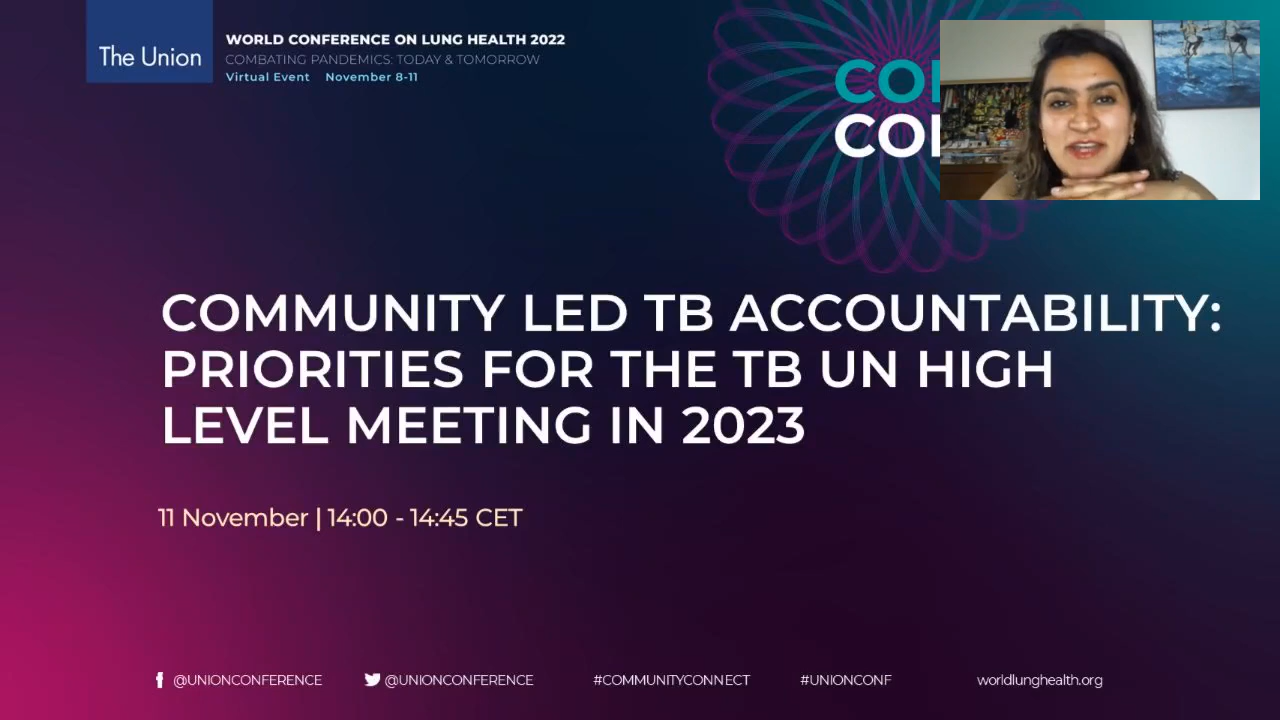 The Union
WORLD CONFERENCE ON LUNG HEALTH 2022
COMBATING PANDEMICS: TODAY & TOMORROW
Virtual Event November 8-11
COMMUNITY LED TB ACCOUNTABILITY:
PRIORITIES FOR THE TB UN HIGH
LEVEL MEETING IN 2023
11 November | 14:00 - 14:45 CET
@UNIONCONFERENCE @UNIONCONFERENCE #COMMUNITYCONNECT #UNIONCONF worldlunghealth.org